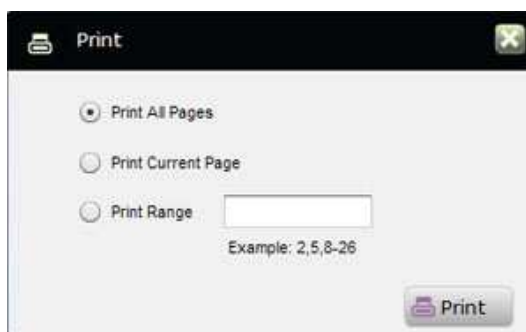 Print
Print All Pages
Print Current Page
Print Range
Example: 2,5,8-26
Print